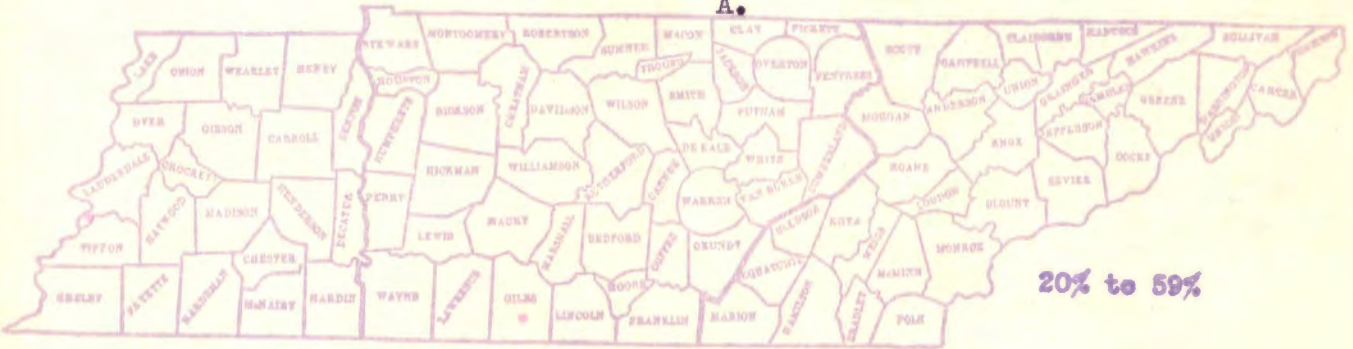 A.
STEWART MONTGOMERY ROBERTSON SUMNER MACON CLAY PICKETT SCOTT CLAIBORNE HANCOCK HAWKINS SULLIVAN JOHNSON
LAKE OBION WEAKLEY HENRY HOUSTON CHEATHAM TROUSDALE JACKSON OVERTON FENTRESS CAMPBELL UNION GRAINGER HAMBLEN GREENE WASHINGTON CARTER UNICOI
DYER GIBSON CARROLL BENTON HUMPHREYS DICKSON DAVIDSON WILSON SMITH PUTNAM MORGAN ANDERSON KNOX JEFFERSON COCKE
LAUDERDALE CROCKETT HICKMAN WILLIAMSON RUTHERFORD CANNON DE KALB WHITE CUMBERLAND ROANE LOUDON BLOUNT SEVIER
TIPTON HAYWOOD MADISON HENDERSON DECATUR PERRY LEWIS MAURY MARSHALL BEDFORD COFFEE WARREN VAN BUREN GRUNDY BLEDSOE RHEA MEIGS MONROE
CHESTER MOORE SEQUATCHIE McMINN
20% to 59%
SHELBY FAYETTE HARDEMAN McNAIRY HARDIN WAYNE LAWRENCE GILES LINCOLN FRANKLIN MARION HAMILTON BRADLEY POLK